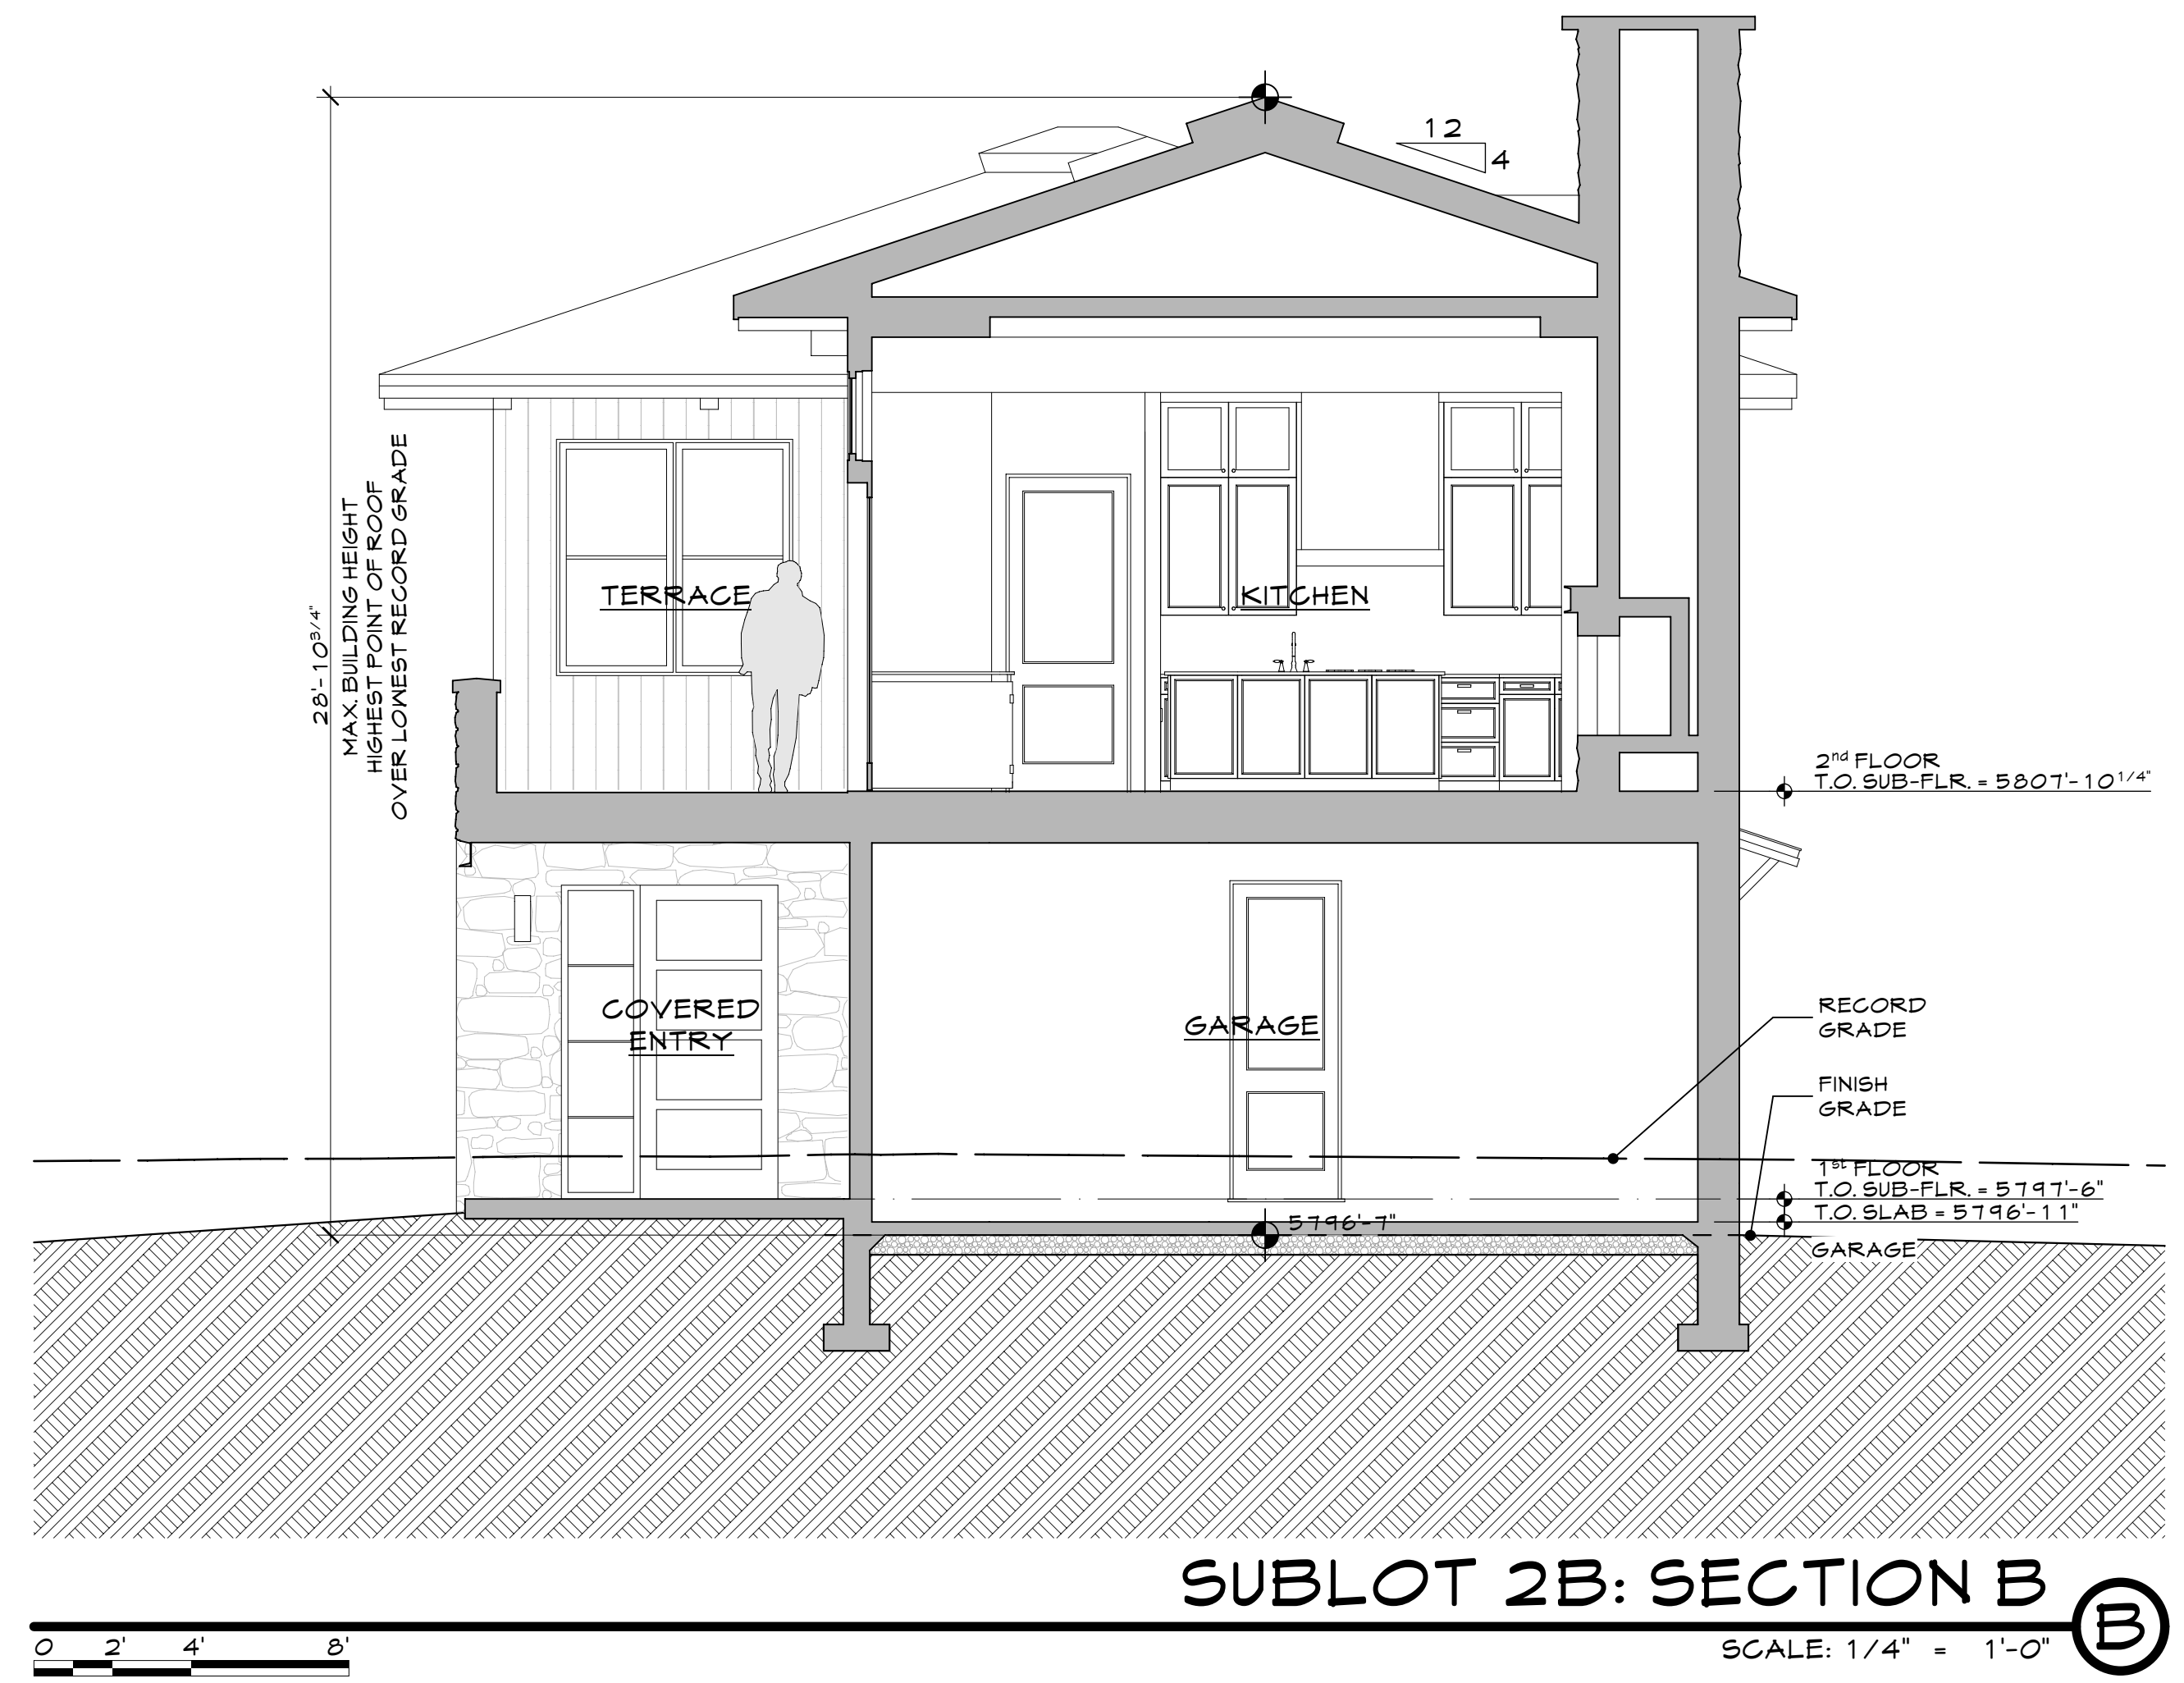 12
4
28'-10 3/4"
MAX. BUILDING HEIGHT
HIGHEST POINT OF ROOF
OVER LOWEST RECORD GRADE
TERRACE
KITCHEN
2nd FLOOR
T.O. SUB-FLR. = 5807'-10 1/4"
COVERED
ENTRY
GARAGE
RECORD
GRADE
FINISH
GRADE
1st FLOOR
T.O. SUB-FLR. = 5797'-6"
T.O. SLAB = 5796'-11"
GARAGE
5796'-7"
SUBLOT 2B: SECTION B
B
SCALE: 1/4" = 1'-0"
0 2' 4' 8'